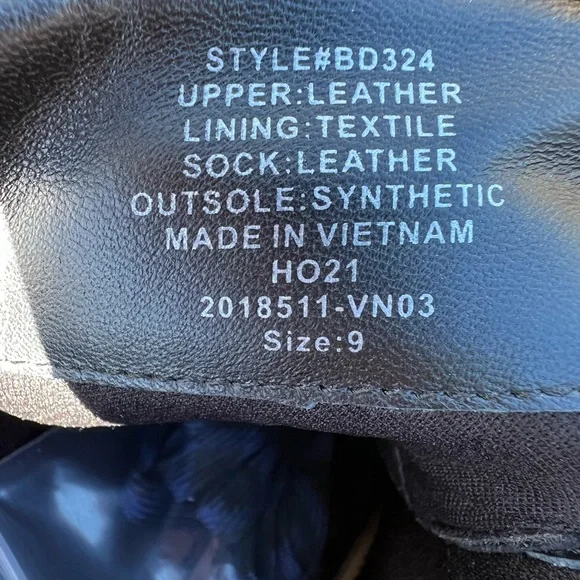 STYLE#BD324
UPPER:LEATHER
LINING:TEXTILE
SOCK:LEATHER
OUTSOLE:SYNTHETIC
MADE IN VIETNAM
HO21
2018511-VN03
Size:9